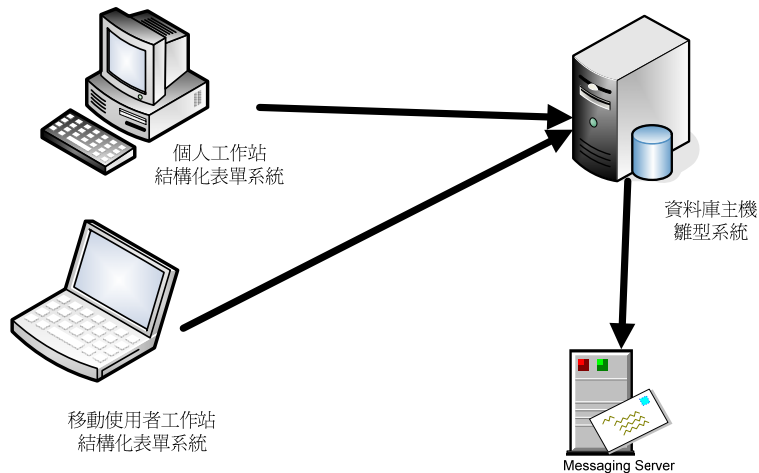 個人工作站
結構化表單系統
資料庫主機
雛型系統
移動使用者工作站
結構化表單系統
Messaging Server